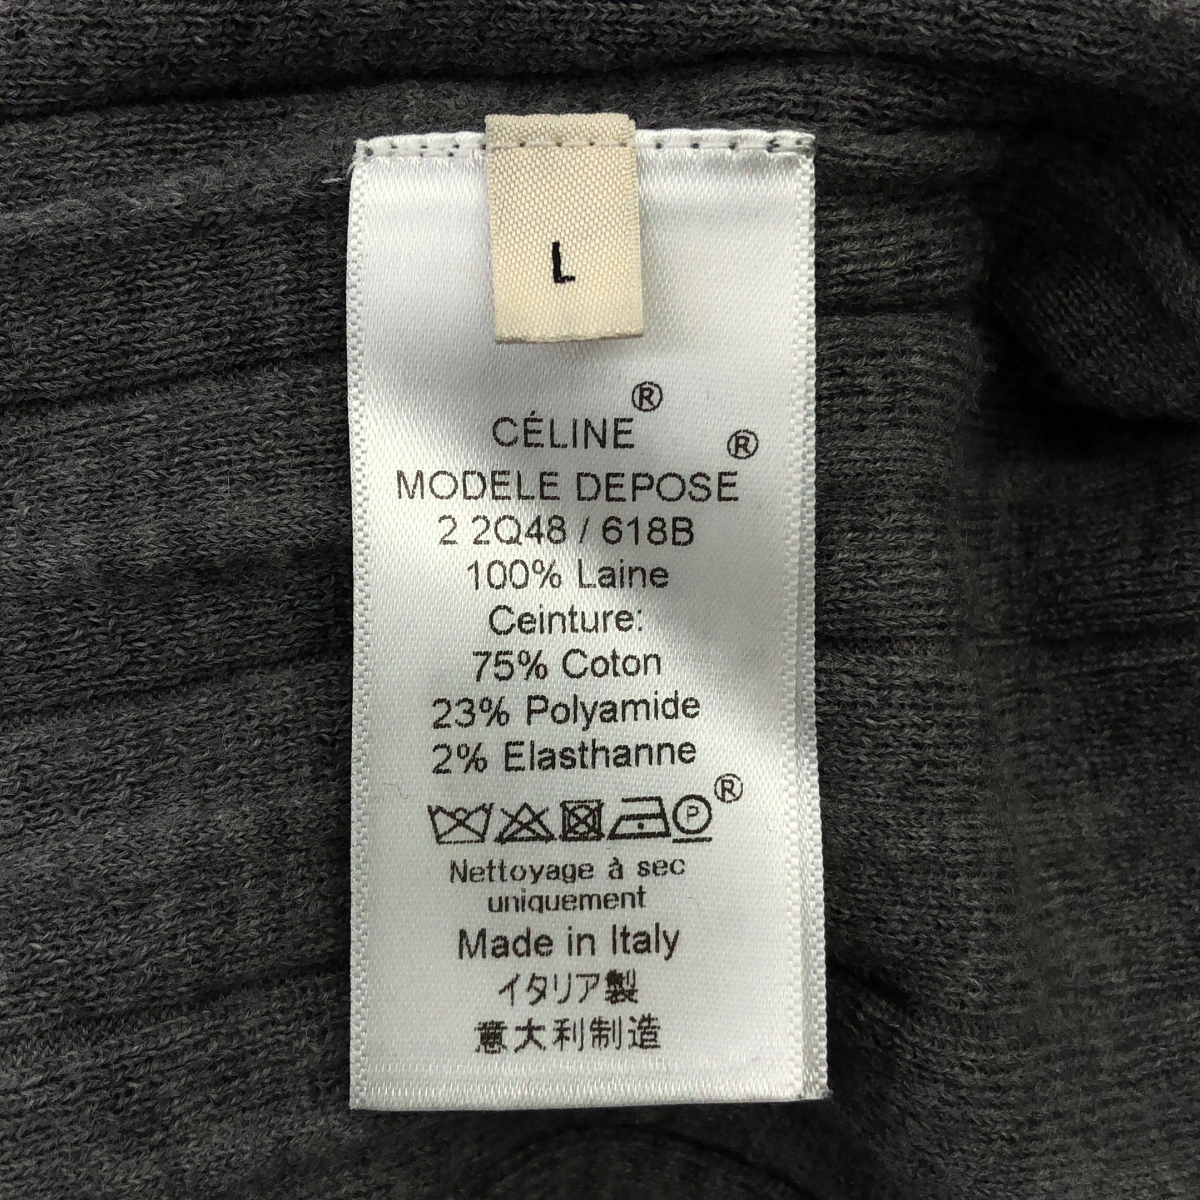 L
CÉLINE®
MODELE DEPOSE®
2 2Q48 / 618B
100% Laine
Ceinture:
75% Coton
23% Polyamide
2% Elasthanne
P ®
Nettoyage à sec
uniquement
Made in Italy
イタリア製
意大利制造